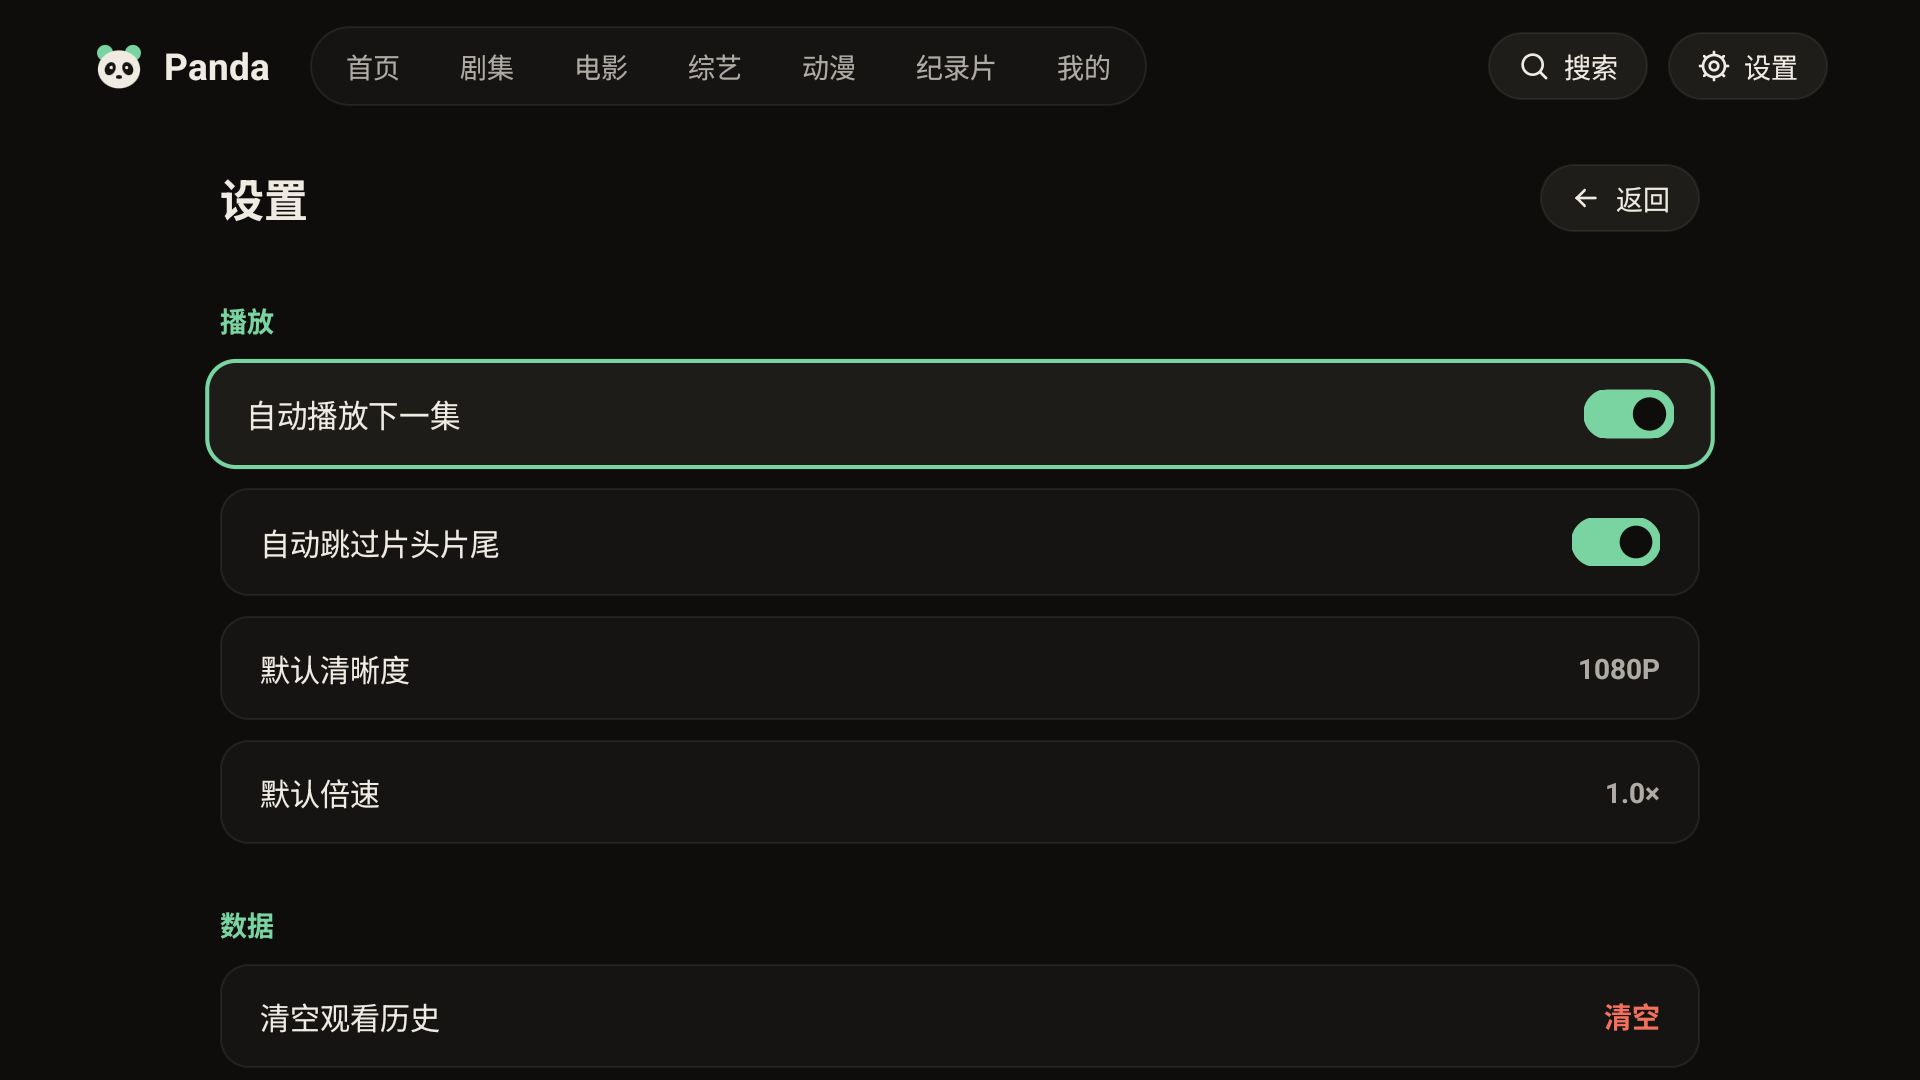 Panda
首页 剧集 电影 综艺 动漫 纪录片 我的
搜索 设置
设置
返回
播放
自动播放下一集
自动跳过片头片尾
默认清晰度 1080P
默认倍速 1.0×
数据
清空观看历史 清空